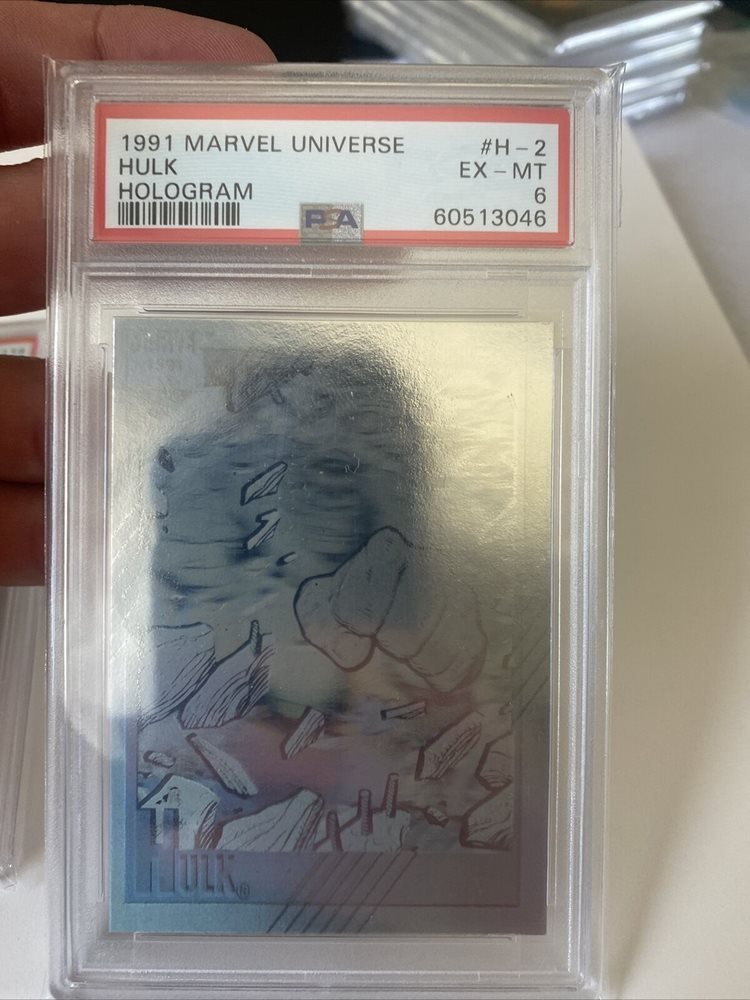 1991 MARVEL UNIVERSE #H-2
HULK EX-MT
HOLOGRAM 6
PSA 60513046
HULK®